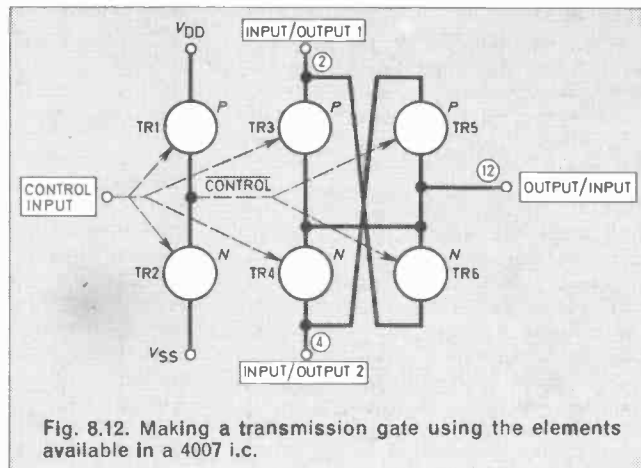 VDD
INPUT/OUTPUT 1
2
P
P
P
TR1
TR3
TR5
12
CONTROL INPUT
CONTROL
OUTPUT/INPUT
N
N
N
TR2
TR4
TR6
VSS
4
INPUT/OUTPUT 2
Fig. 8.12. Making a transmission gate using the elements
available in a 4007 i.c.